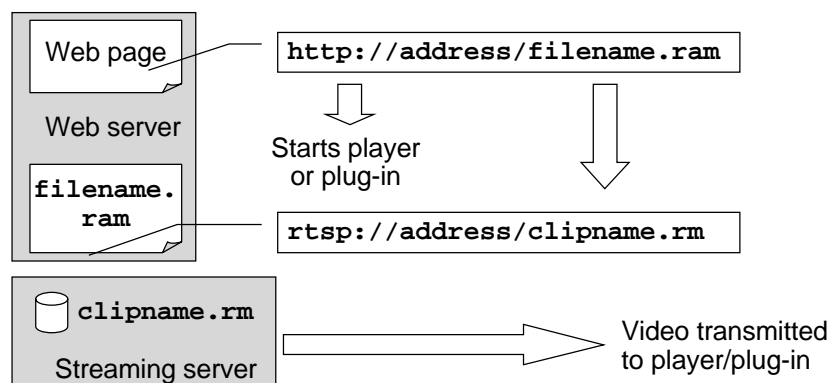 Web page
http://address/filename.ram
Web server
Starts player
or plug-in
filename.
ram
rtsp://address/clipname.rm
clipname.rm
Streaming server
Video transmitted
to player/plug-in